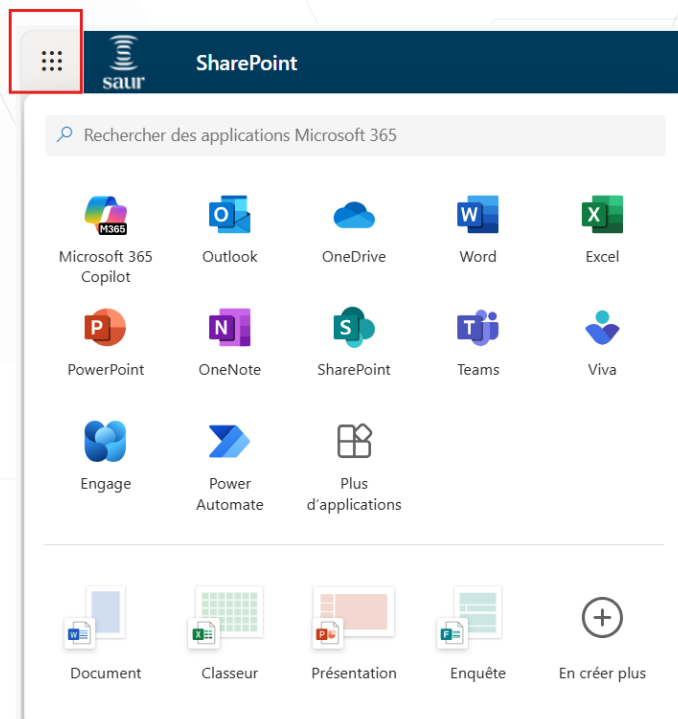 saur
SharePoint
Rechercher des applications Microsoft 365
M365
Microsoft 365
Copilot
Outlook
OneDrive
Word
Excel
PowerPoint
OneNote
SharePoint
Teams
Viva
Engage
Power
Automate
Plus
d'applications
Document
Classeur
Présentation
Enquête
En créer plus